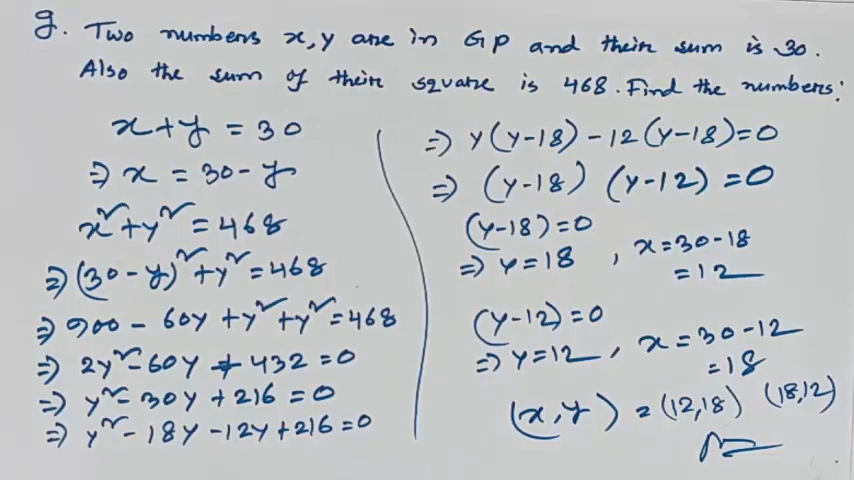 g. Two numbers x, y are in GP and their sum is 30.
Also the sum of their square is 468. Find the numbers:
x + y = 30
⇒ x = 30 - y
x² + y² = 468
⇒ (30 - y)² + y² = 468
⇒ 900 - 60y + y² + y² = 468
⇒ 2y² - 60y + 432 = 0
⇒ y² - 30y + 216 = 0
⇒ y² - 18y - 12y + 216 = 0
⇒ y(y-18) - 12(y-18) = 0
⇒ (y-18) (y-12) = 0
(y-18) = 0
⇒ y = 18 , x = 30 - 18
= 12
(y-12) = 0
⇒ y = 12 , x = 30 - 12
= 18
(x, y) = (12, 18) (18, 12)